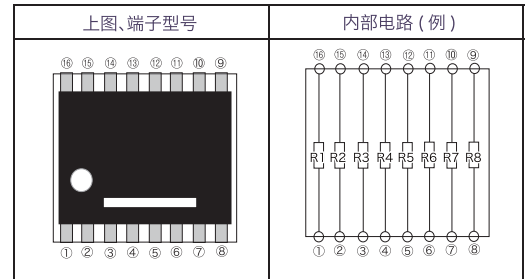 上图、端子型号
内部电路 ( 例 )
⑯ ⑮ ⑭ ⑬ ⑫ ⑪ ⑩ ⑨
① ② ③ ④ ⑤ ⑥ ⑦ ⑧
⑯ ⑮ ⑭ ⑬ ⑫ ⑪ ⑩ ⑨
R1 R2 R3 R4 R5 R6 R7 R8
① ② ③ ④ ⑤ ⑥ ⑦ ⑧